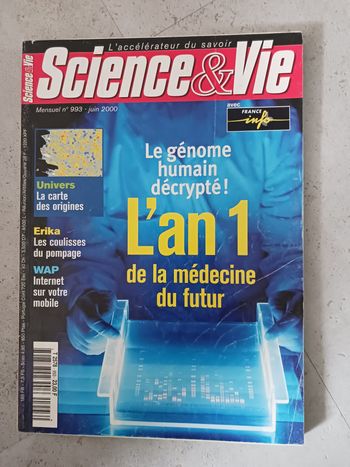 L'accélérateur du savoir
Science&Vie
Science&Vie
Mensuel n° 993 - juin 2000
avec
FRANCE
info
Le génome
humain
décrypté !
L'an 1
de la médecine
du futur
Univers
La carte
des origines
Erika
Les coulisses
du pompage
WAP
Internet
sur votre
mobile